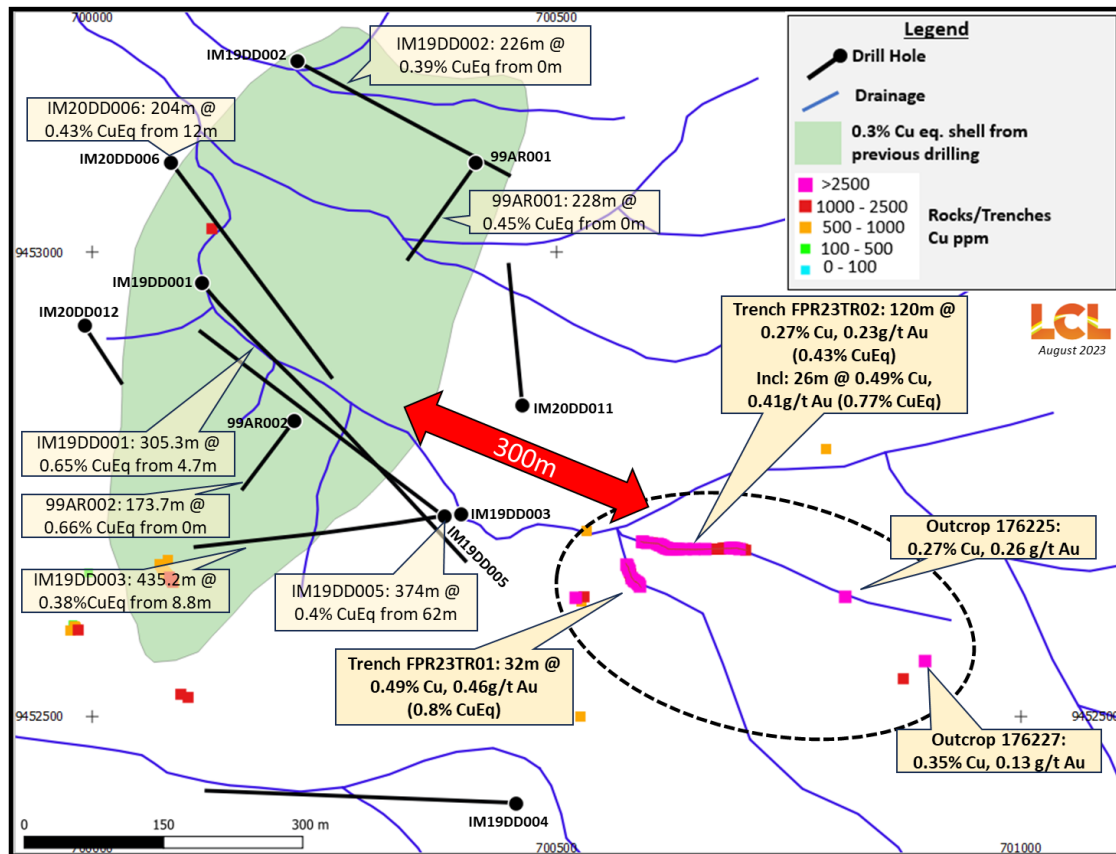 700000
700500
IM19DD002
IM19DD002: 226m @
0.39% CuEq from 0m
Legend
Drill Hole
Drainage
0.3% Cu eq. shell from
previous drilling
>2500
1000 - 2500
500 - 1000
100 - 500
0 - 100
Rocks/Trenches
Cu ppm
IM20DD006: 204m @
0.43% CuEq from 12m
IM20DD006
99AR001
99AR001: 228m @
0.45% CuEq from 0m
9453000
IM19DD001
IM20DD012
Trench FPR23TR02: 120m @
0.27% Cu, 0.23g/t Au
(0.43% CuEq)
Incl: 26m @ 0.49% Cu,
0.41g/t Au (0.77% CuEq)
LCL
August 2023
IM20DD011
99AR002
300m
IM19DD001: 305.3m @
0.65% CuEq from 4.7m
99AR002: 173.7m @
0.66% CuEq from 0m
IM19DD003
IM19DD005
Outcrop 176225:
0.27% Cu, 0.26 g/t Au
IM19DD003: 435.2m @
0.38%CuEq from 8.8m
IM19DD005: 374m @
0.4% CuEq from 62m
Trench FPR23TR01: 32m @
0.49% Cu, 0.46g/t Au
(0.8% CuEq)
9452500
9452500
Outcrop 176227:
0.35% Cu, 0.13 g/t Au
IM19DD004
0 150 300 m
700000
700500
701000